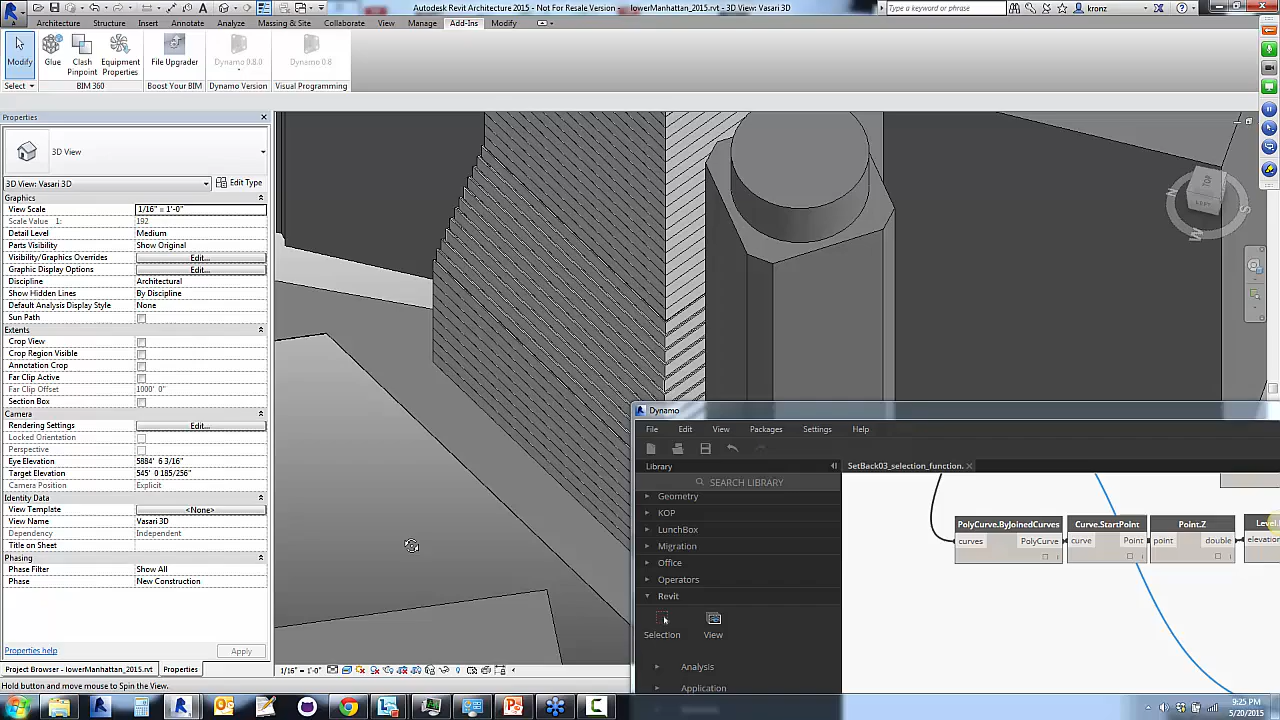 Autodesk Revit Architecture 2015 - Not For Resale Version - lowerManhattan_2015.rvt - 3D View: Vasari 3D
Type a keyword or phrase
kronz
Architecture Structure Insert Annotate Analyze Massing & Site Collaborate View Manage Add-Ins Modify
Modify Glue Clash Pinpoint Equipment Properties File Upgrader Dynamo 0.8.0 Dynamo 0.8
Select BIM 360 Boost Your BIM Dynamo Version Visual Programming
Properties
3D View
3D View: Vasari 3D Edit Type
Graphics
View Scale 1/16" = 1'-0"
Scale Value 1: 192
Detail Level Medium
Parts Visibility Show Original
Visibility/Graphics Overrides Edit...
Graphic Display Options Edit...
Discipline Architectural
Show Hidden Lines By Discipline
Default Analysis Display Style None
Sun Path
Extents
Crop View
Crop Region Visible
Annotation Crop
Far Clip Active
Far Clip Offset 1000' 0"
Section Box
Camera
Rendering Settings Edit...
Locked Orientation
Perspective
Eye Elevation 5884' 6 3/16"
Target Elevation 545' 0 185/256"
Camera Position Explicit
Identity Data
View Template <None>
View Name Vasari 3D
Dependency Independent
Title on Sheet
Phasing
Phase Filter Show All
Phase New Construction
Properties help Apply
Project Browser - lowerManhattan_2015.rvt Properties
Hold button and move mouse to Spin the View.
1/16" = 1'-0"
TOP
LEFT
W
S
Dynamo
File Edit View Packages Settings Help
Library
SetBack03_selection_function.
SEARCH LIBRARY
Geometry
KOP
LunchBox
Migration
Office
Operators
Revit
Selection View
Analysis
Application
PolyCurve.ByJoinedCurves Curve.StartPoint Point.Z
curves PolyCurve curve Point point double elevation
9:25 PM
5/20/2015